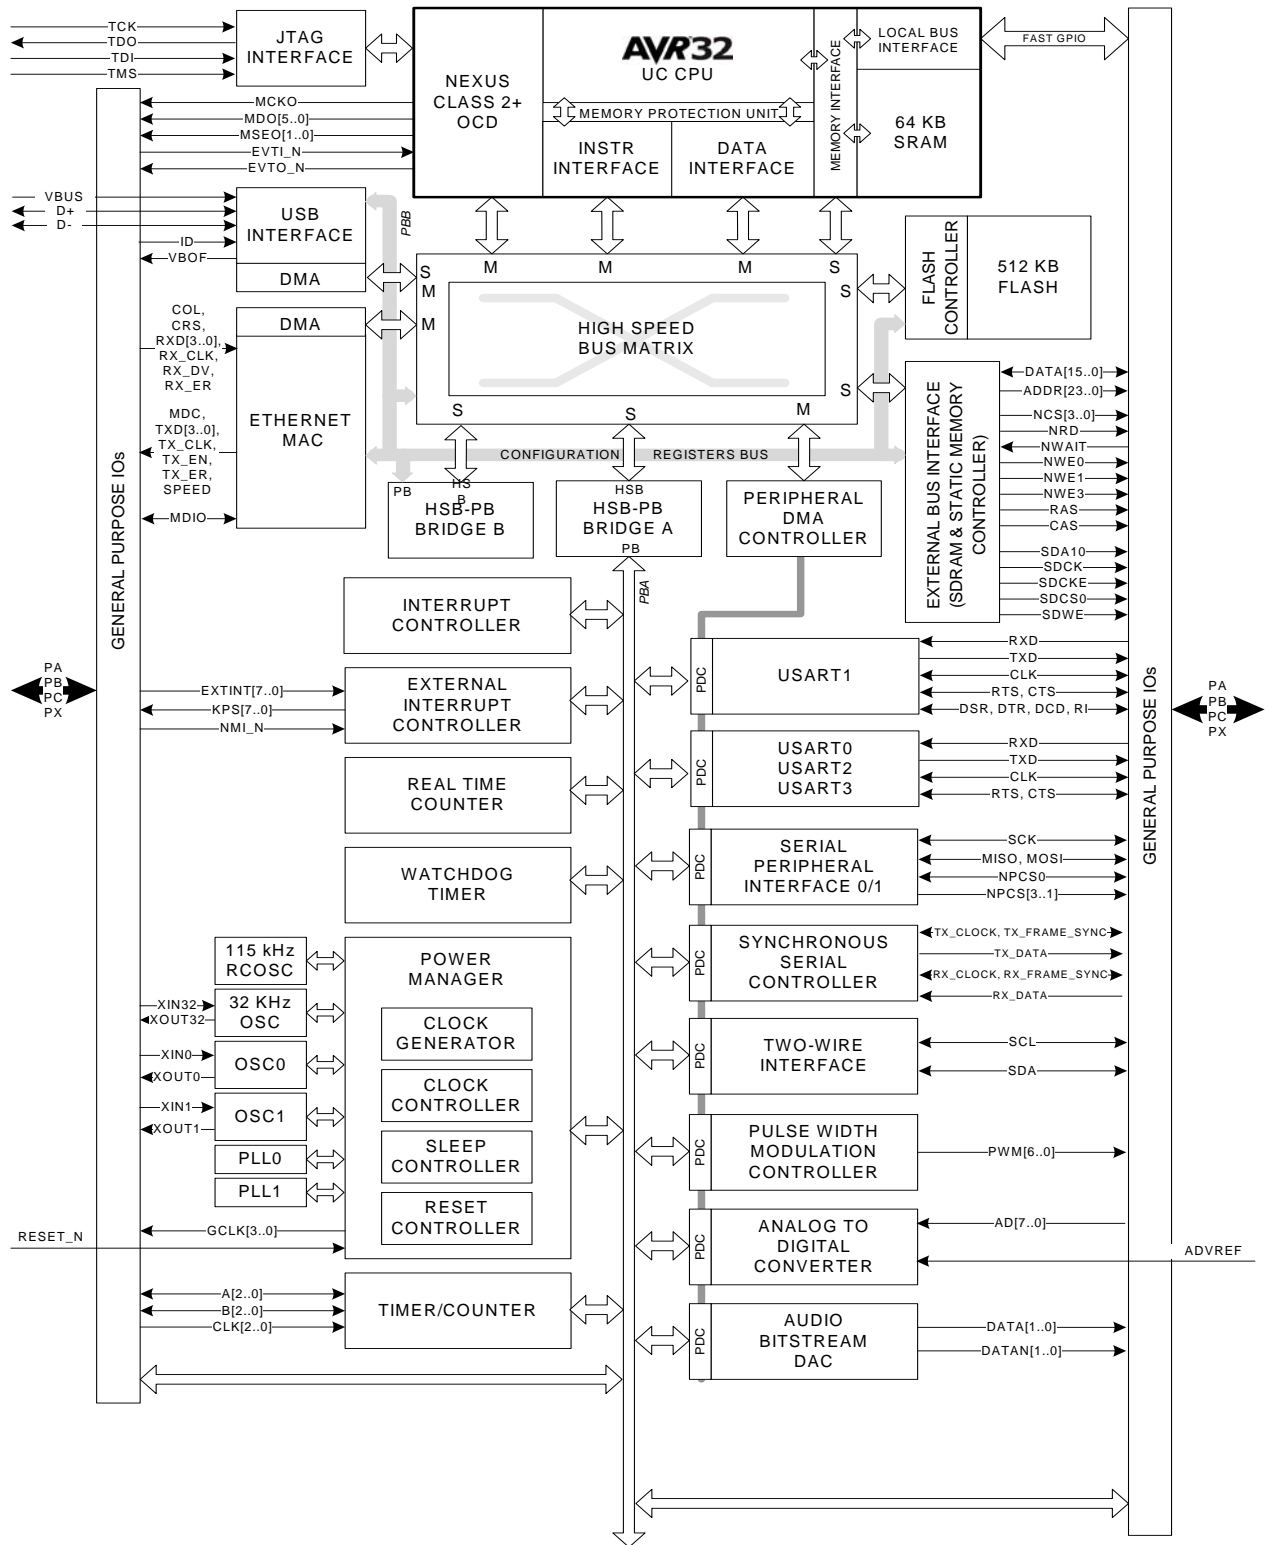 TCK
TDO
TDI
TMS
JTAG
INTERFACE
MCKO
MDO[5..0]
MSEO[1..0]
EVTI_N
EVTO_N
NEXUS
CLASS 2+
OCD
AVR32
UC CPU
MEMORY PROTECTION UNIT
INSTR
INTERFACE
DATA
INTERFACE
MEMORY INTERFACE
LOCAL BUS
INTERFACE
64 KB
SRAM
FAST GPIO
VBUS
D+
D-
ID
VBOF
USB
INTERFACE
DMA
PBB
S
M
M
M
M
M
S
S
S
S
S
M
HIGH SPEED
BUS MATRIX
FLASH
CONTROLLER
512 KB
FLASH
COL,
CRS,
RXD[3..0],
RX_CLK,
RX_DV,
RX_ER
MDC,
TXD[3..0],
TX_CLK,
TX_EN,
TX_ER,
SPEED
MDIO
DMA
ETHERNET
MAC
CONFIGURATION REGISTERS BUS
PB
HS
B
HSB-PB
BRIDGE B
HSB
HSB-PB
BRIDGE A
PB
PERIPHERAL
DMA
CONTROLLER
EXTERNAL BUS INTERFACE
(SDRAM & STATIC MEMORY
CONTROLLER)
DATA[15..0]
ADDR[23..0]
NCS[3..0]
NRD
NWAIT
NWE0
NWE1
NWE3
RAS
CAS
SDA10
SDCK
SDCKE
SDCS0
SDWE
GENERAL PURPOSE IOs
PA
PB
PC
PX
PBA
INTERRUPT
CONTROLLER
EXTINT[7..0]
KPS[7..0]
NMI_N
EXTERNAL
INTERRUPT
CONTROLLER
REAL TIME
COUNTER
WATCHDOG
TIMER
115 kHz
RCOSC
XIN32
XOUT32
32 KHz
OSC
XIN0
XOUT0
OSC0
XIN1
XOUT1
OSC1
PLL0
PLL1
GCLK[3..0]
RESET_N
POWER
MANAGER
CLOCK
GENERATOR
CLOCK
CONTROLLER
SLEEP
CONTROLLER
RESET
CONTROLLER
A[2..0]
B[2..0]
CLK[2..0]
TIMER/COUNTER
PDC
USART1
RXD
TXD
CLK
RTS, CTS
DSR, DTR, DCD, RI
PDC
USART0
USART2
USART3
RXD
TXD
CLK
RTS, CTS
PDC
SERIAL
PERIPHERAL
INTERFACE 0/1
SCK
MISO, MOSI
NPCS0
NPCS[3..1]
PDC
SYNCHRONOUS
SERIAL
CONTROLLER
TX_CLOCK, TX_FRAME_SYNC
TX_DATA
RX_CLOCK, RX_FRAME_SYNC
RX_DATA
PDC
TWO-WIRE
INTERFACE
SCL
SDA
PDC
PULSE WIDTH
MODULATION
CONTROLLER
PWM[6..0]
PDC
ANALOG TO
DIGITAL
CONVERTER
AD[7..0]
ADVREF
PDC
AUDIO
BITSTREAM
DAC
DATA[1..0]
DATAN[1..0]
GENERAL PURPOSE IOs
PA
PB
PC
PX